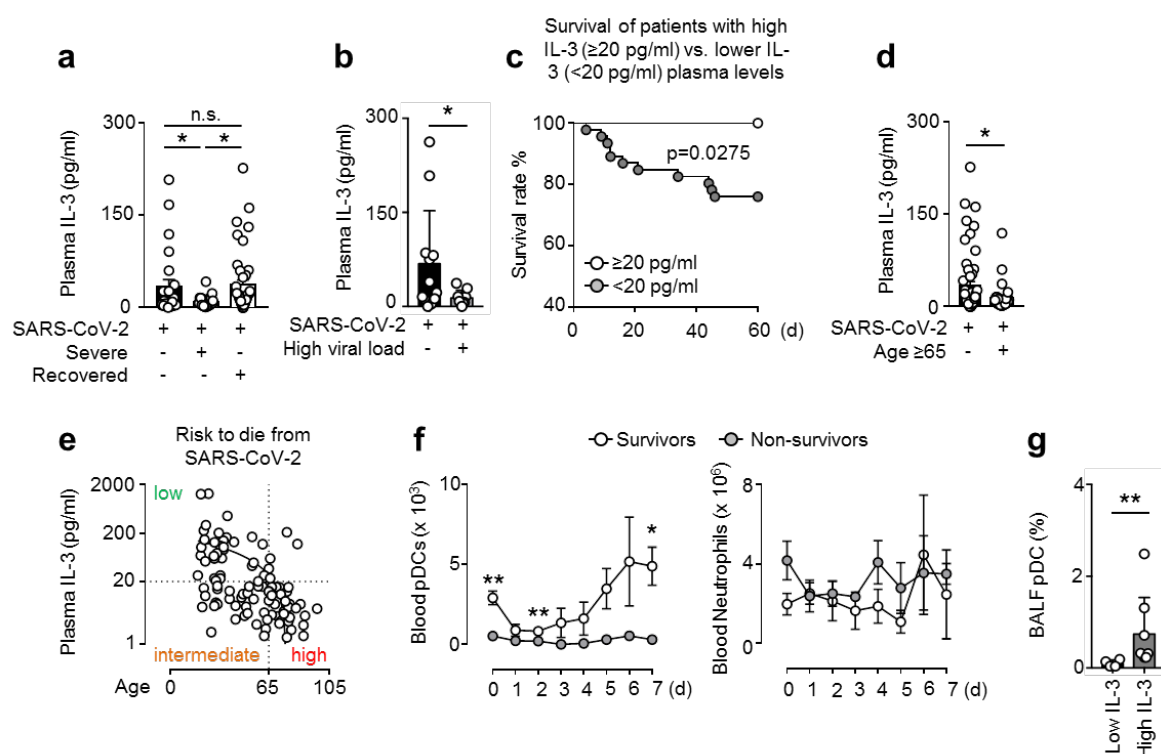 a
n.s.
* *
300
150
0
Plasma IL-3 (pg/ml)
SARS-CoV-2 + + +
Severe - + -
Recovered - - +
b
*
300
150
0
Plasma IL-3 (pg/ml)
SARS-CoV-2 + +
High viral load - +
Survival of patients with high
IL-3 (≥20 pg/ml) vs. lower IL-
3 (<20 pg/ml) plasma levels
c
100
80
60
40
Survival rate %
p=0.0275
≥20 pg/ml
<20 pg/ml
0 20 40 60 (d)
d
*
300
150
0
Plasma IL-3 (pg/ml)
SARS-CoV-2 + +
Age ≥65 - +
e
Risk to die from
SARS-CoV-2
2000
200
20
1
Plasma IL-3 (pg/ml)
low
intermediate high
Age 0 65 105
f
Survivors Non-survivors
Blood pDCs (x 10³)
5
0
** ** *
0 1 2 3 4 5 6 7 (d)
Blood Neutrophils (x 10⁶)
8
4
0
0 1 2 3 4 5 6 7 (d)
g
**
4
2
0
BALF pDC (%)
Low IL-3
High IL-3